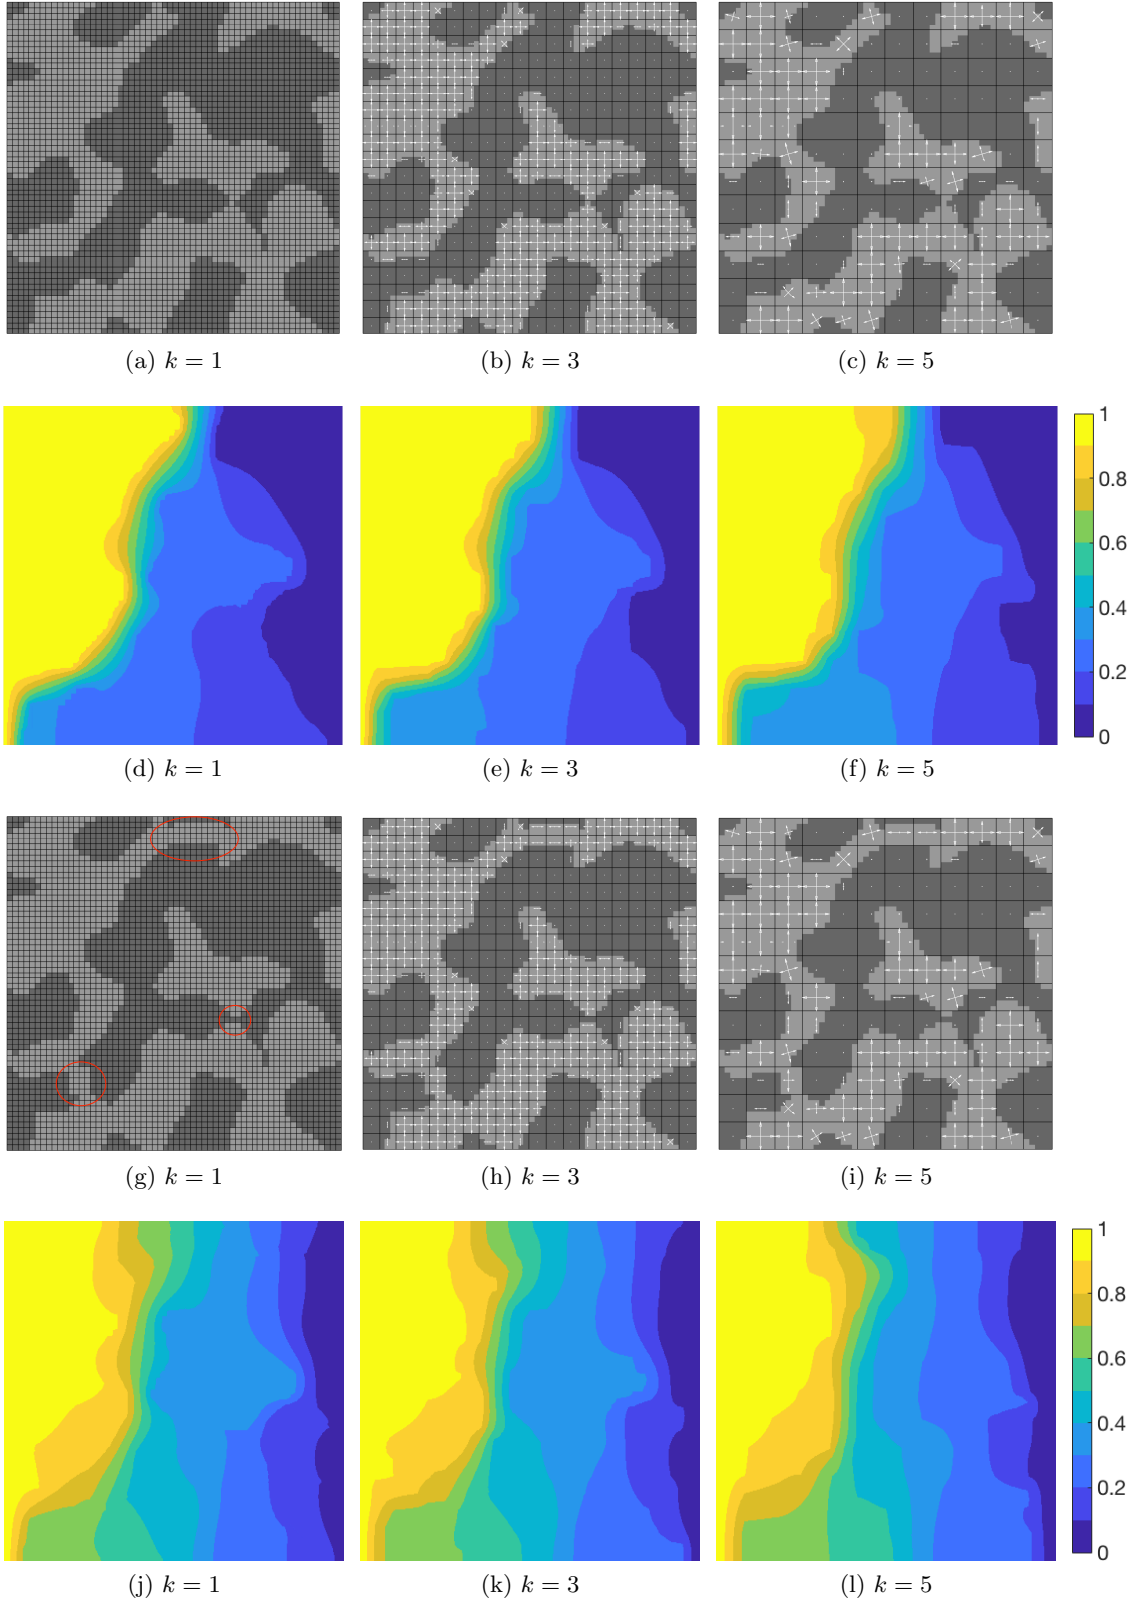 (a) k = 1
(b) k = 3
(c) k = 5
1
0.8
0.6
0.4
0.2
0
(d) k = 1
(e) k = 3
(f) k = 5
(g) k = 1
(h) k = 3
(i) k = 5
1
0.8
0.6
0.4
0.2
0
(j) k = 1
(k) k = 3
(l) k = 5